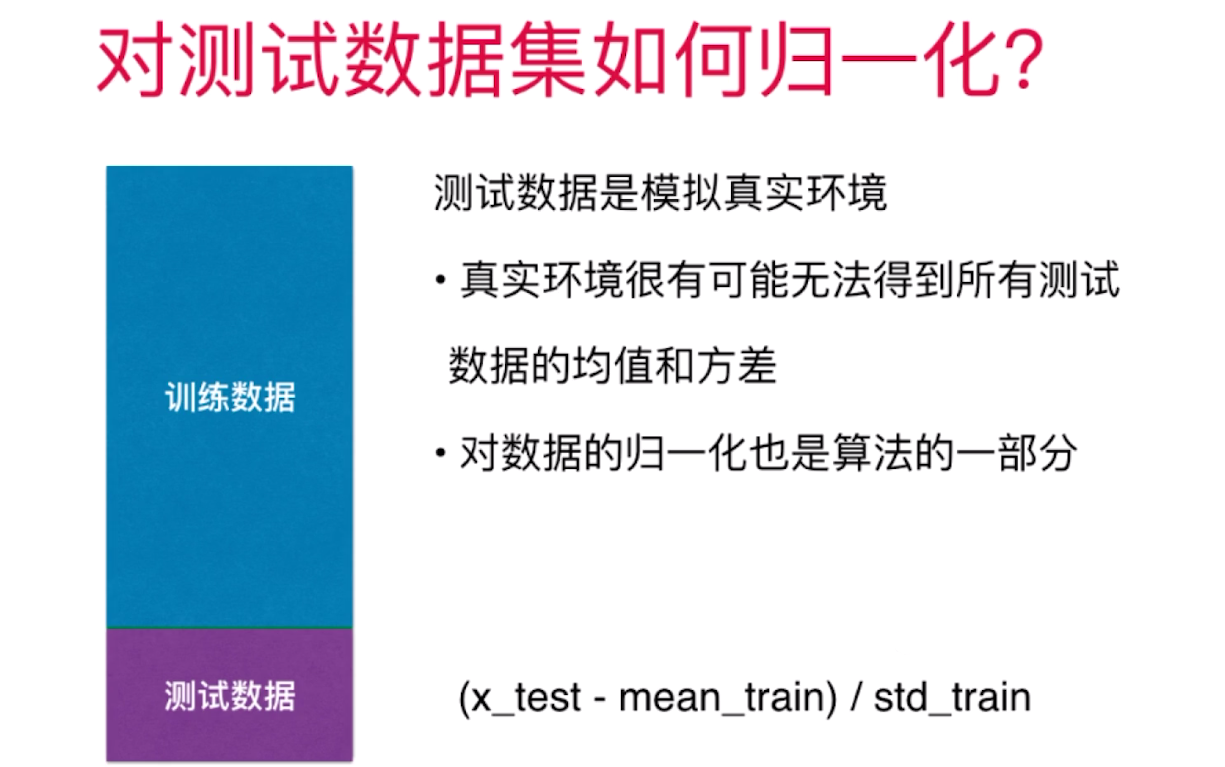 对测试数据集如何归一化?
测试数据是模拟真实环境
• 真实环境很有可能无法得到所有测试
数据的均值和方差
训练数据
• 对数据的归一化也是算法的一部分
测试数据
(x_test - mean_train) / std_train